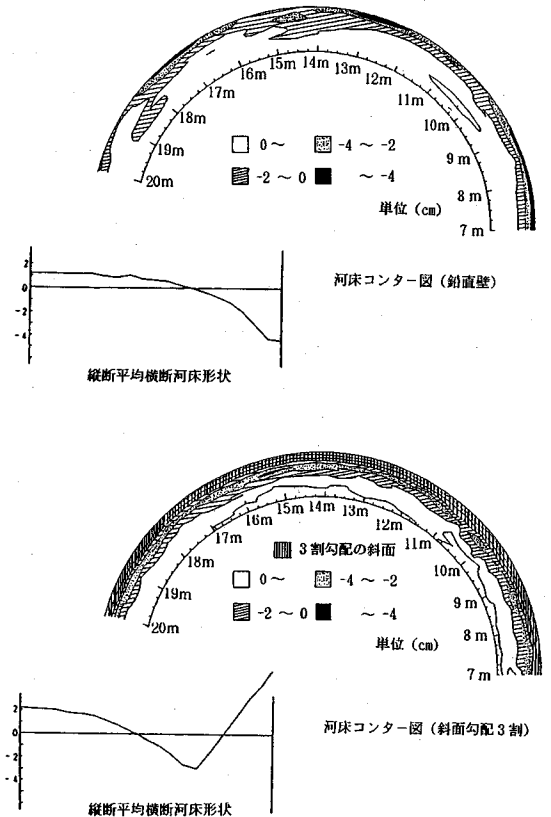 15m 14m 13m
16m 12m
17m 11m
18m 10m
19m 9m
20m 8m
7m
0～ -4～-2
-2～0 ～-4
単位(cm)
河床コンター図(鉛直壁)
2
0
-2
-4
縦断平均横断河床形状
15m 14m 13m
16m 12m
17m 11m
18m 10m
19m 9m
20m 8m
7m
3割勾配の斜面
0～ -4～-2
-2～0 ～-4
単位(cm)
河床コンター図(斜面勾配3割)
2
0
-2
-4
縦断平均横断河床形状